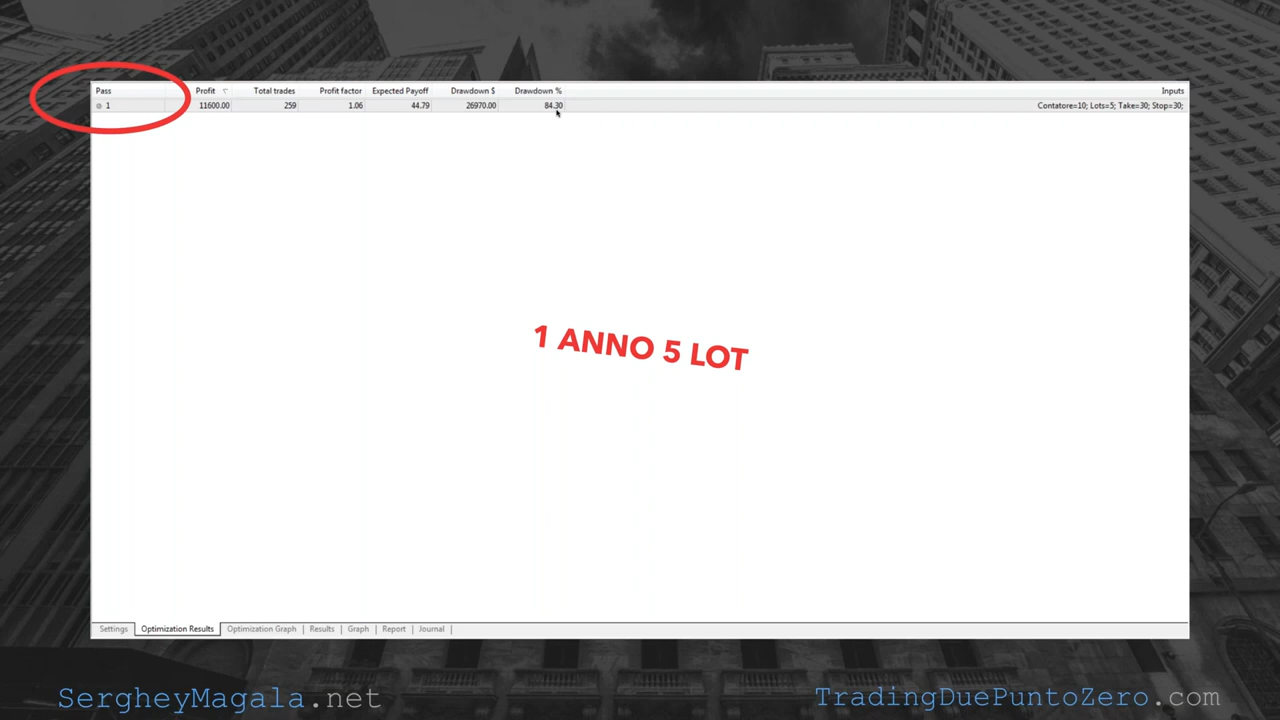 Pass Profit Total trades Profit factor Expected Payoff Drawdown $ Drawdown % Inputs
1 11600.00 259 1.06 44.79 26970.00 84.30 Contatore=10; Lots=5; Take=30; Stop=30;
1 ANNO 5 LOT
Settings Optimization Results Optimization Graph Results Graph Report Journal
SergheyMagala.net TradingDuePuntoZero.com